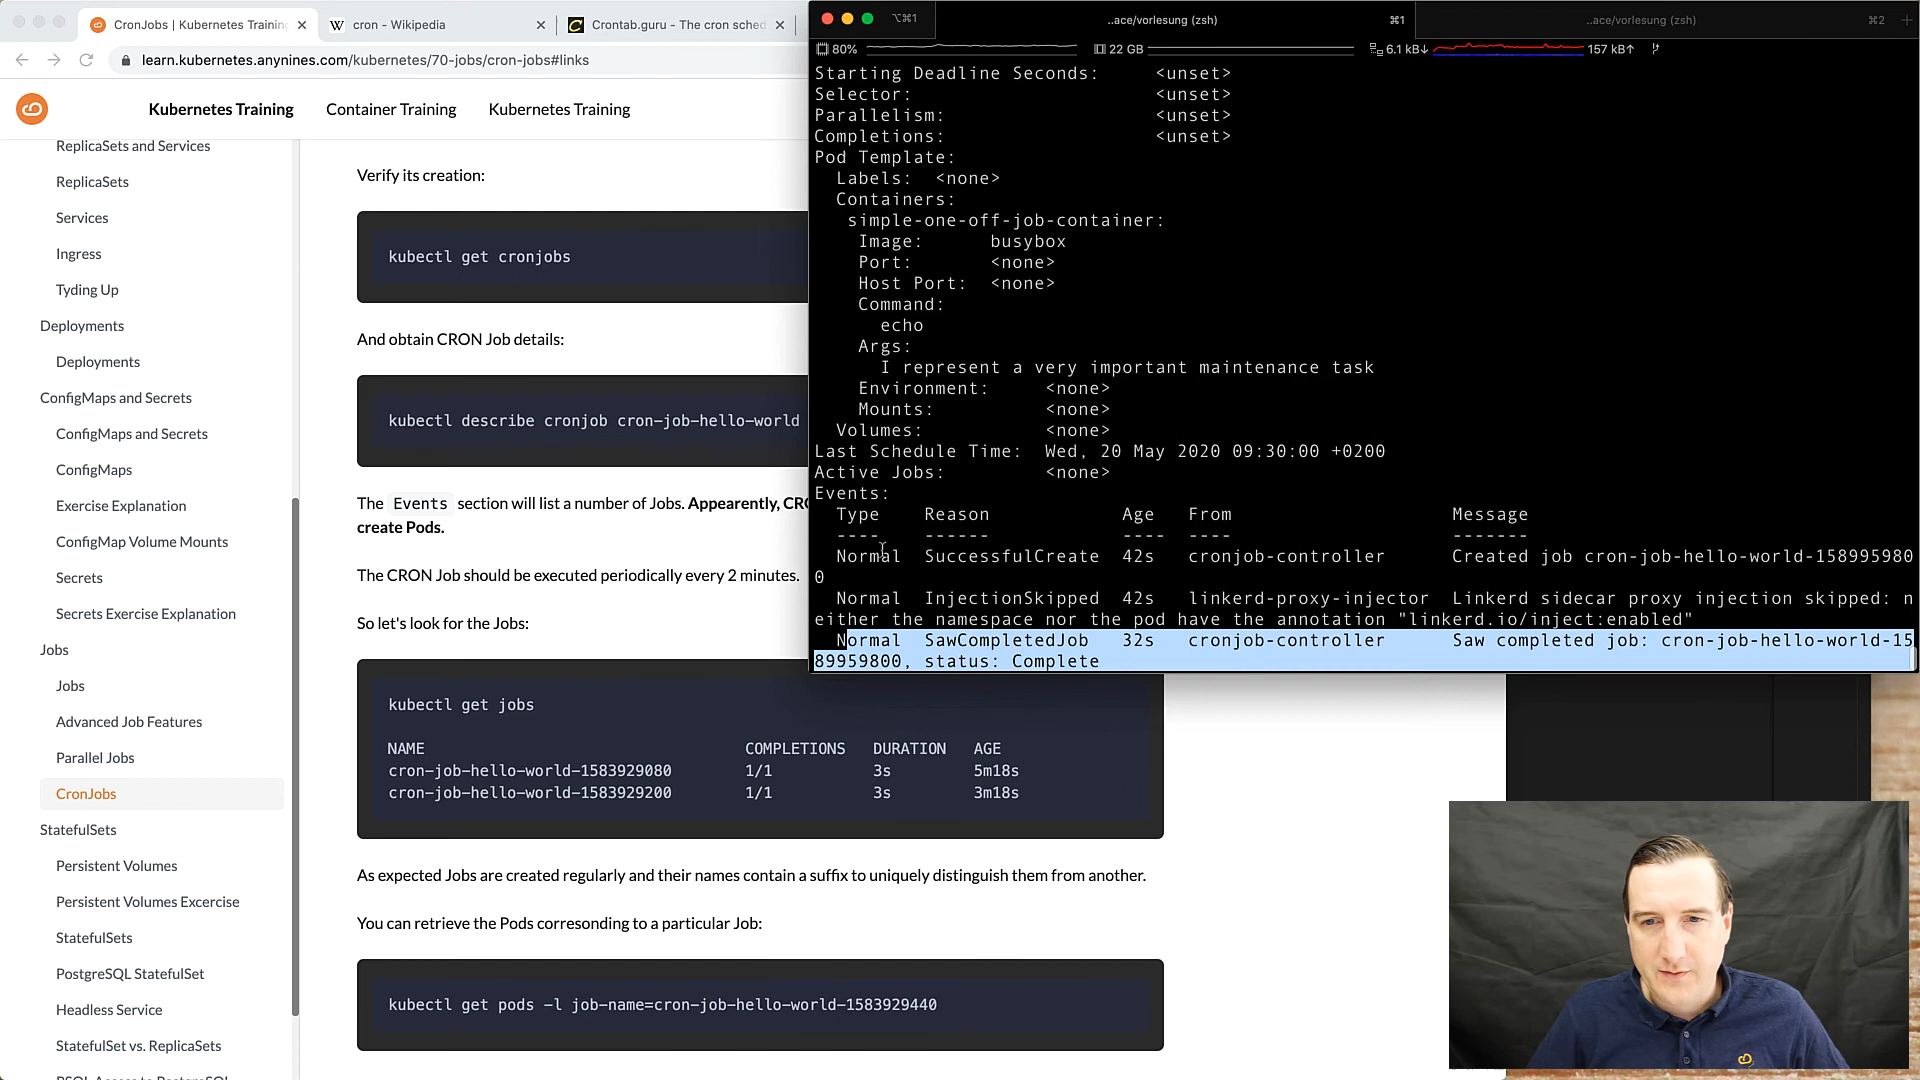 CronJobs | Kubernetes Training
cron - Wikipedia
Crontab.guru - The cron sched
learn.kubernetes.anynines.com/kubernetes/70-jobs/cron-jobs#links
Kubernetes Training
Container Training
Kubernetes Training
ReplicaSets and Services
ReplicaSets
Services
Ingress
Tyding Up
Deployments
Deployments
ConfigMaps and Secrets
ConfigMaps and Secrets
ConfigMaps
Exercise Explanation
ConfigMap Volume Mounts
Secrets
Secrets Exercise Explanation
Jobs
Jobs
Advanced Job Features
Parallel Jobs
CronJobs
StatefulSets
Persistent Volumes
Persistent Volumes Excercise
StatefulSets
PostgreSQL StatefulSet
Headless Service
StatefulSet vs. ReplicaSets
Verify its creation:
kubectl get cronjobs
And obtain CRON Job details:
kubectl describe cronjob cron-job-hello-world
The Events section will list a number of Jobs. Appearently, CRO
create Pods.
The CRON Job should be executed periodically every 2 minutes.
So let's look for the Jobs:
kubectl get jobs
NAME COMPLETIONS DURATION AGE
cron-job-hello-world-1583929080 1/1 3s 5m18s
cron-job-hello-world-1583929200 1/1 3s 3m18s
As expected Jobs are created regularly and their names contain a suffix to uniquely distinguish them from another.
You can retrieve the Pods corresonding to a particular Job:
kubectl get pods -l job-name=cron-job-hello-world-1583929440
⌥⌘1
..ace/vorlesung (zsh) ⌘1
..ace/vorlesung (zsh) ⌘2
80% 22 GB 6.1 kB↓ 157 kB↑
Starting Deadline Seconds: <unset>
Selector: <unset>
Parallelism: <unset>
Completions: <unset>
Pod Template:
Labels: <none>
Containers:
simple-one-off-job-container:
Image: busybox
Port: <none>
Host Port: <none>
Command:
echo
Args:
I represent a very important maintenance task
Environment: <none>
Mounts: <none>
Volumes: <none>
Last Schedule Time: Wed, 20 May 2020 09:30:00 +0200
Active Jobs: <none>
Events:
Type Reason Age From Message
---- ------ ---- ---- -------
Normal SuccessfulCreate 42s cronjob-controller Created job cron-job-hello-world-158995980
0
Normal InjectionSkipped 42s linkerd-proxy-injector Linkerd sidecar proxy injection skipped: n
either the namespace nor the pod have the annotation "linkerd.io/inject:enabled"
Normal SawCompletedJob 32s cronjob-controller Saw completed job: cron-job-hello-world-15
89959800, status: Complete